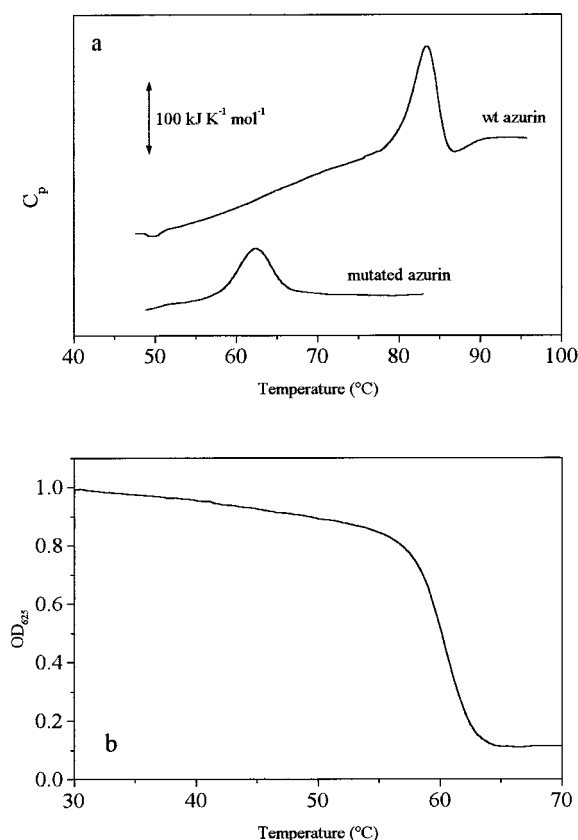 a
100 kJ K⁻¹ mol⁻¹
wt azurin
Cₚ
mutated azurin
40 50 60 70 80 90 100
Temperature (°C)
1.0
0.8
0.6
OD₆₂₅
0.4
0.2
b
0.0
30 40 50 60 70
Temperature (°C)